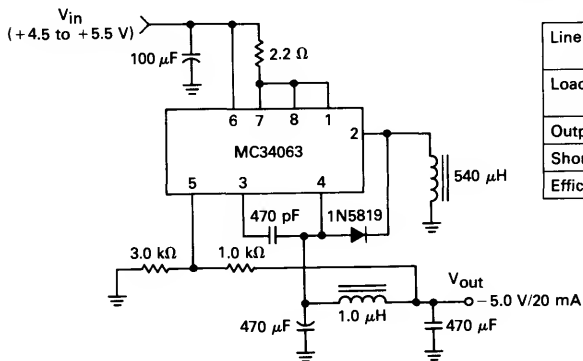 Vin
(+4.5 to +5.5 V)
100 μF
2.2 Ω
6 7 8 1
2
MC34063
5 3 4
540 μH
470 pF
1N5819
3.0 kΩ
1.0 kΩ
Vout
−5.0 V/20 mA
470 μF
1.0 μH
470 μF
Line
Load
Outp
Shor
Effic